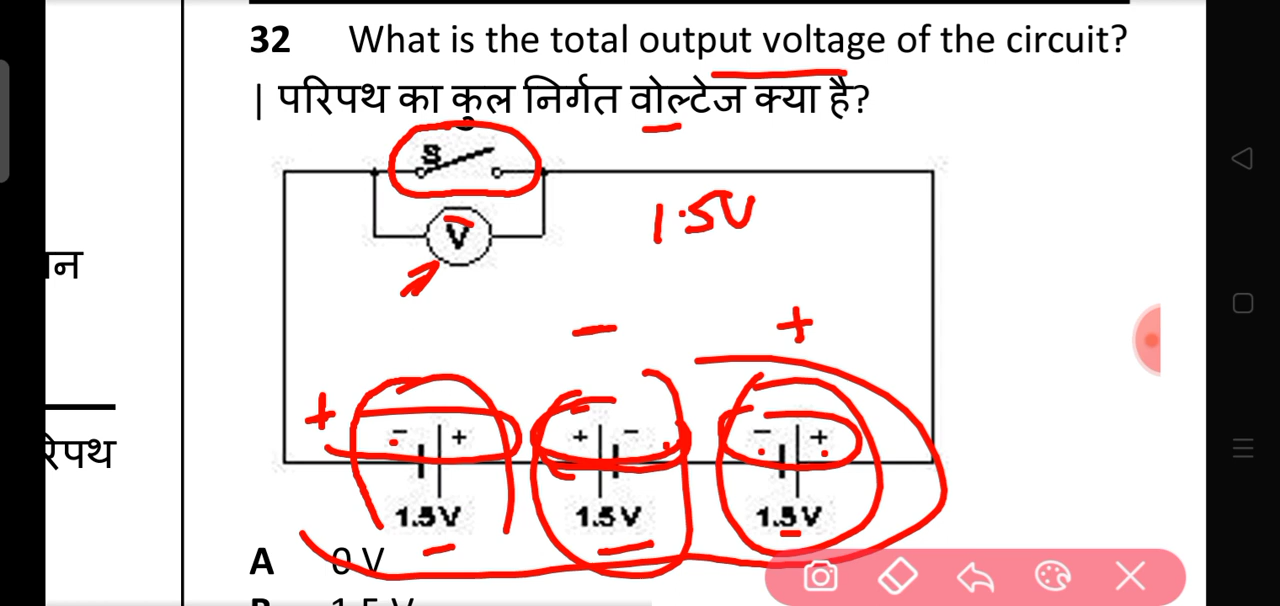 32 What is the total output voltage of the circuit?
| परिपथ का कुल निर्गत वोल्टेज क्या है?
S
V
1.5V
न
- +
+
+
- +
+ -
- +
रिपथ
1.5V 1.5V 1.5V
A 0 V